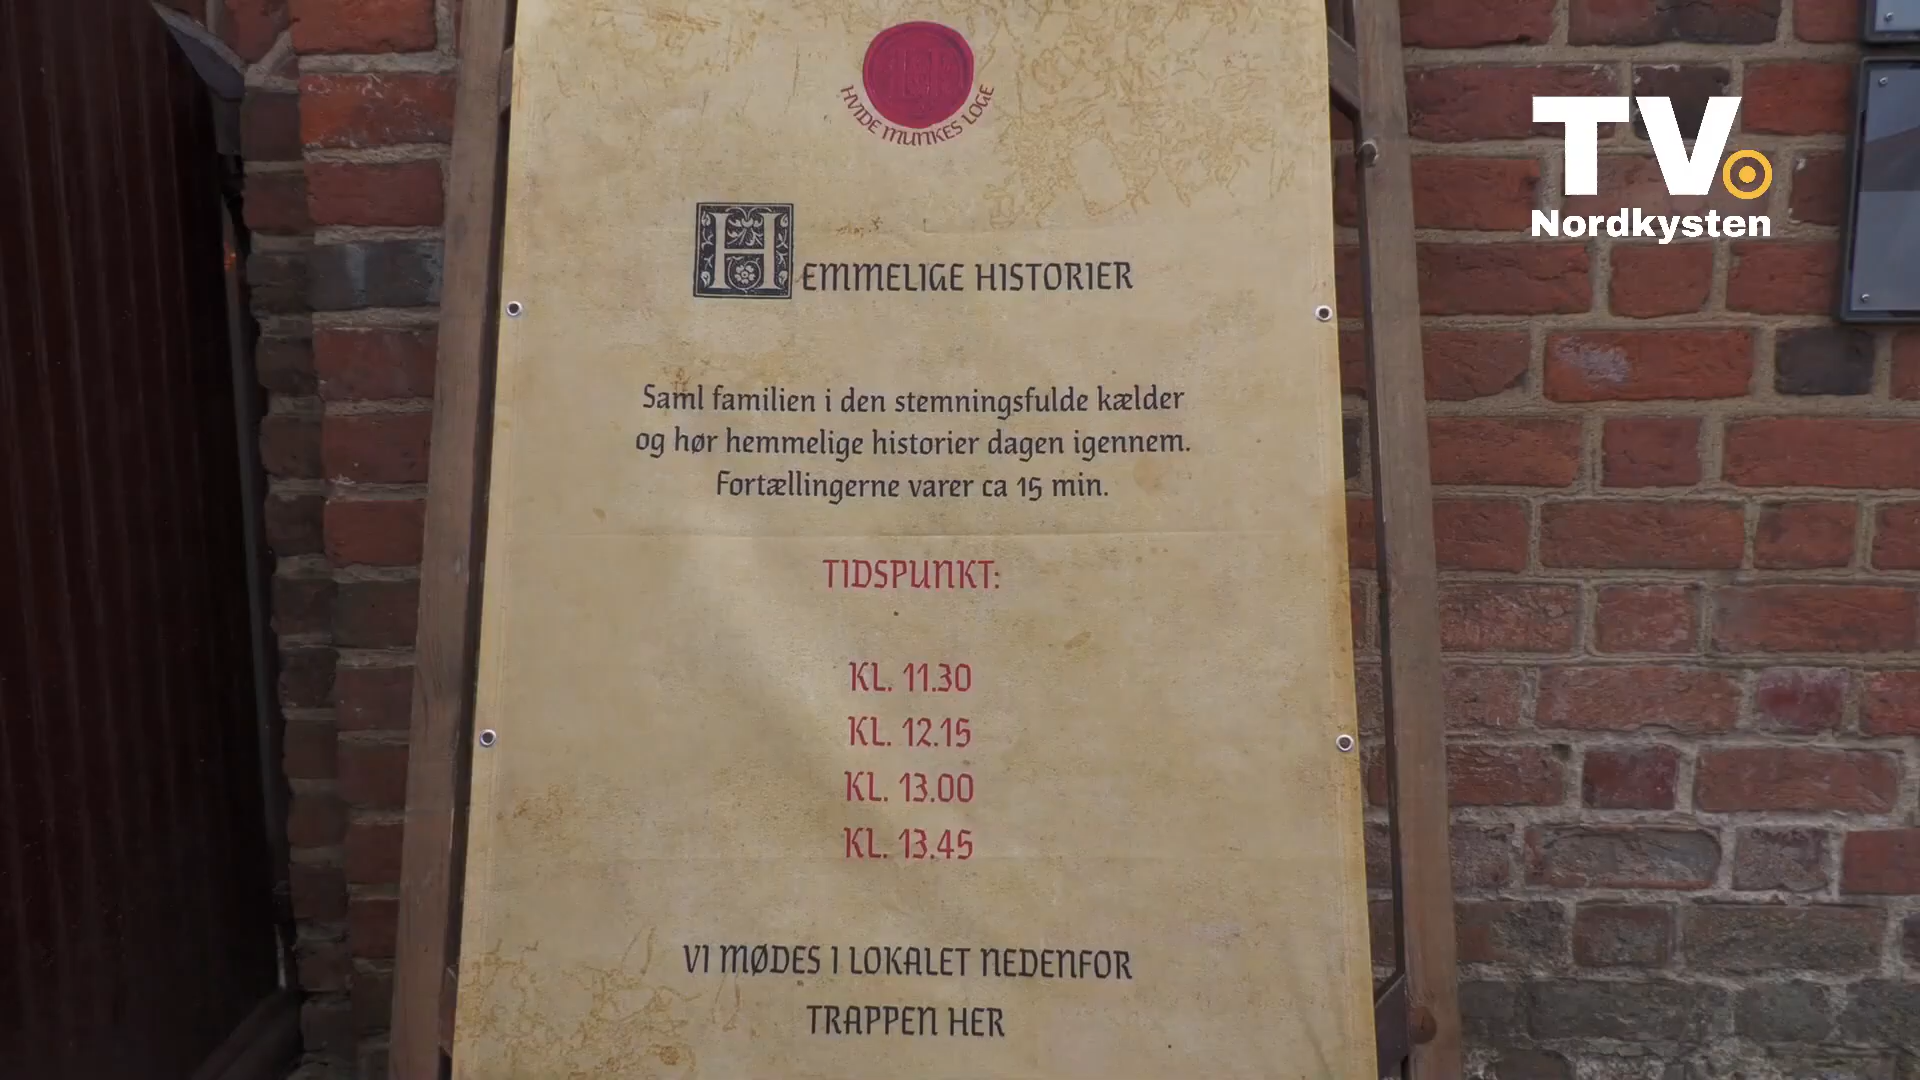 HVIDE MUNKES LOGE
TV
Nordkysten
HEMMELIGE HISTORIER
Saml familien i den stemningsfulde kælder
og hør hemmelige historier dagen igennem.
Fortællingerne varer ca 15 min.
TIDSPUNKT:
KL. 11.30
KL. 12.15
KL. 13.00
KL. 13.45
VI MØDES I LOKALET NEDENFOR
TRAPPEN HER